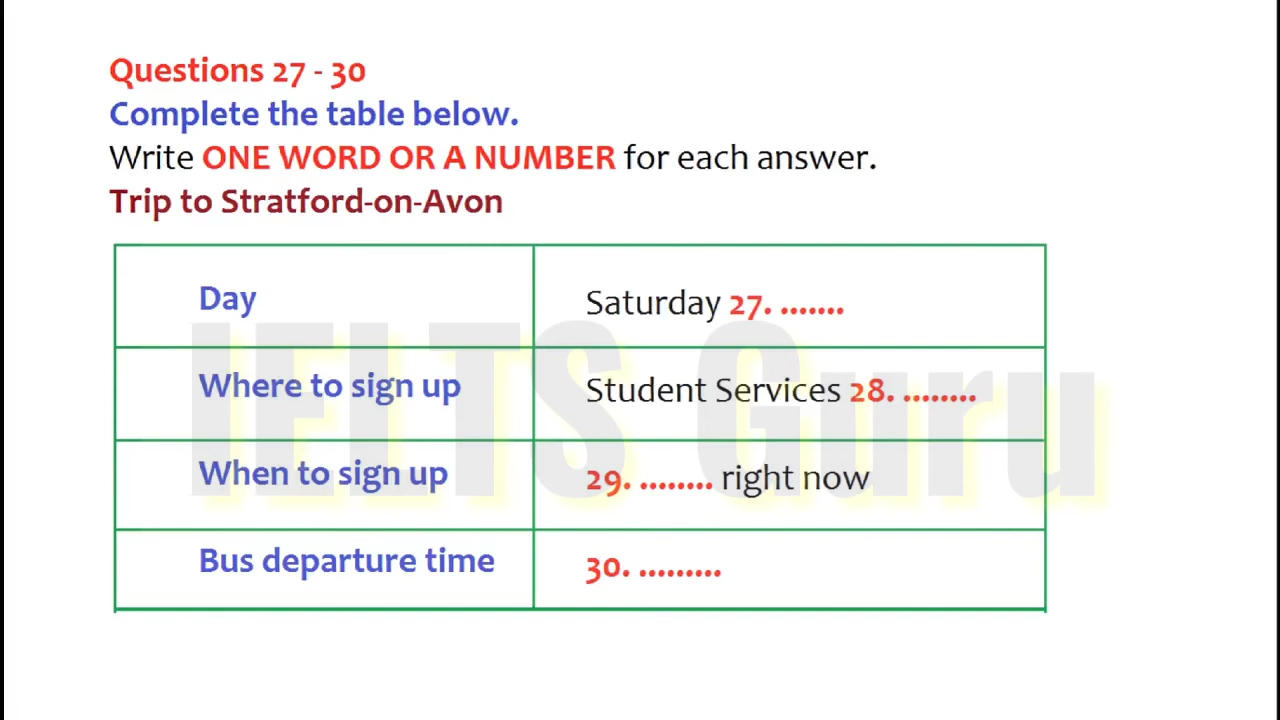 Questions 27 - 30
Complete the table below.
Write ONE WORD OR A NUMBER for each answer.
Trip to Stratford-on-Avon
Day Saturday 27. .......
Where to sign up Student Services 28. ........
When to sign up 29. ........ right now
Bus departure time 30. .........
IELTS Guru